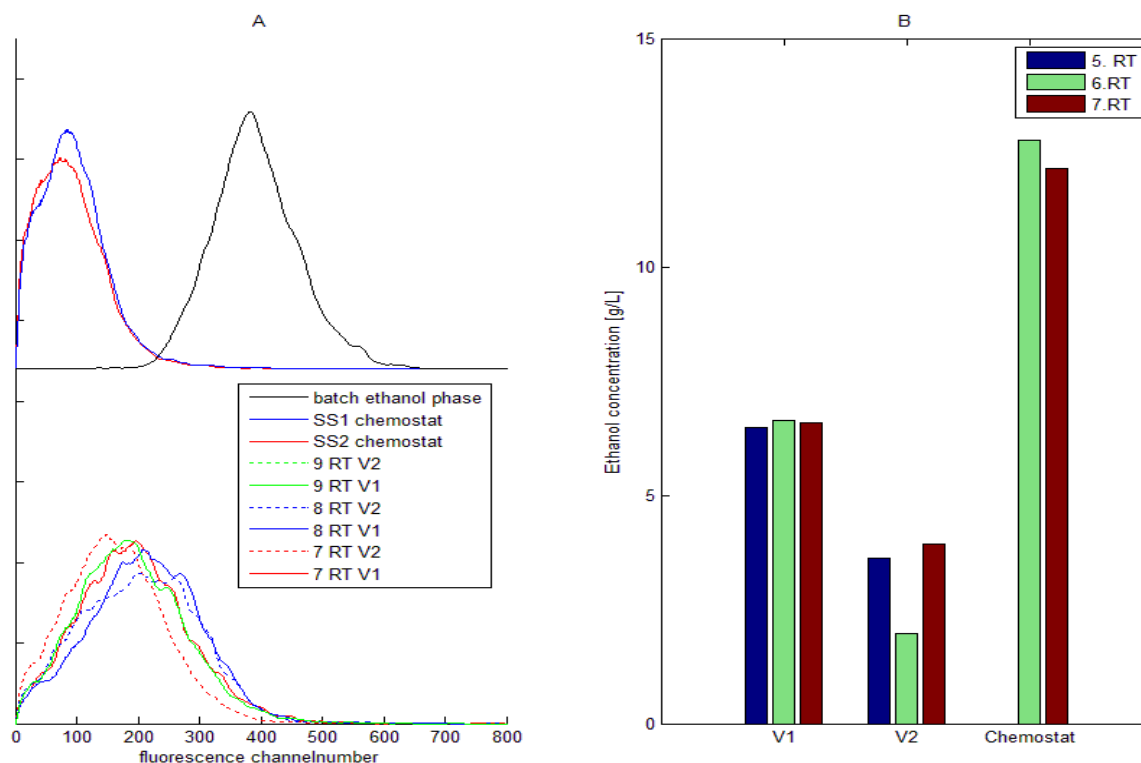 A
batch ethanol phase
SS1 chemostat
SS2 chemostat
9 RT V2
9 RT V1
8 RT V2
8 RT V1
7 RT V2
7 RT V1
0 100 200 300 400 500 600 700 800
fluorescence channelnumber
B
15
10
5
0
Ethanol concentration [g/L]
5. RT
6.RT
7.RT
V1 V2 Chemostat